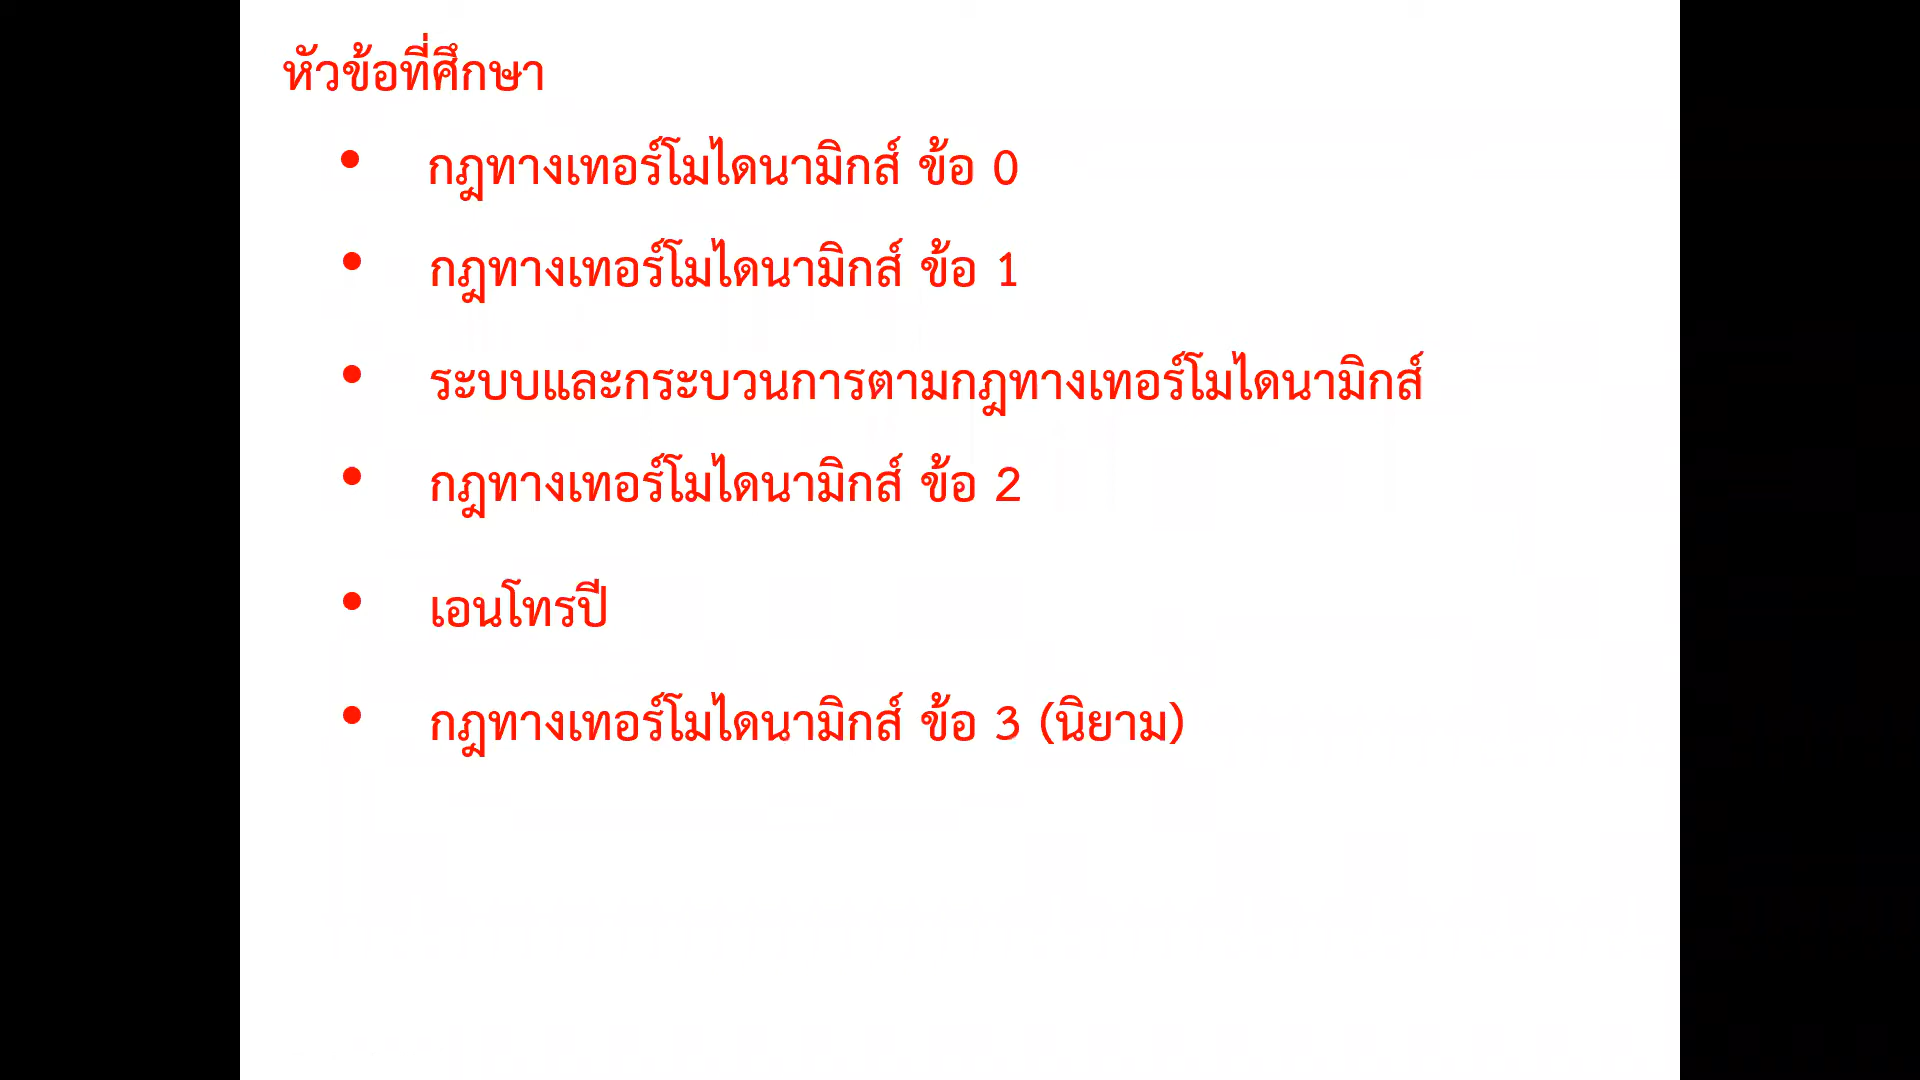 หัวข้อที่ศึกษา
• กฎทางเทอร์โมไดนามิกส์ ข้อ 0
• กฎทางเทอร์โมไดนามิกส์ ข้อ 1
• ระบบและกระบวนการตามกฎทางเทอร์โมไดนามิกส์
• กฎทางเทอร์โมไดนามิกส์ ข้อ 2
• เอนโทรปี
• กฎทางเทอร์โมไดนามิกส์ ข้อ 3 (นิยาม)